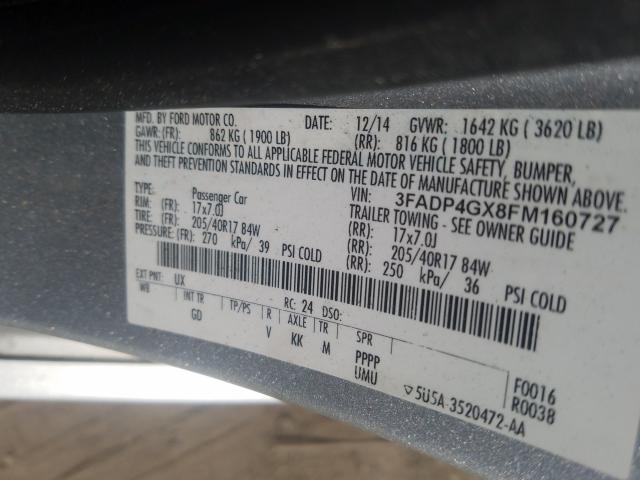 MFD. BY FORD MOTOR CO. DATE: 12/14 GVWR: 1642 KG ( 3620 LB)
GAWR: (FR): 862 KG ( 1900 LB) (RR): 816 KG ( 1800 LB)
THIS VEHICLE CONFORMS TO ALL APPLICABLE FEDERAL MOTOR VEHICLE SAFETY, BUMPER,
AND THEFT PREVENTION STANDARDS IN EFFECT ON THE DATE OF MANUFACTURE SHOWN ABOVE.
VIN: 3FADP4GX8FM160727
TYPE: Passenger Car TRAILER TOWING - SEE OWNER GUIDE
RIM: (FR): 17x7.0J (RR): 17x7.0J
TIRE: (FR): 205/40R17 84W (RR): 205/40R17 84W
PRESSURE: (FR) 270 kPa/ 39 PSI COLD (RR): 250 kPa/ 36 PSI COLD
EXT PNT: UX RC: 24 DSO:
WB INT TR TP/PS R AXLE TR SPR
GD V KK M PPPP
UMU
F0016
R0038
5U5A-3520472-AA